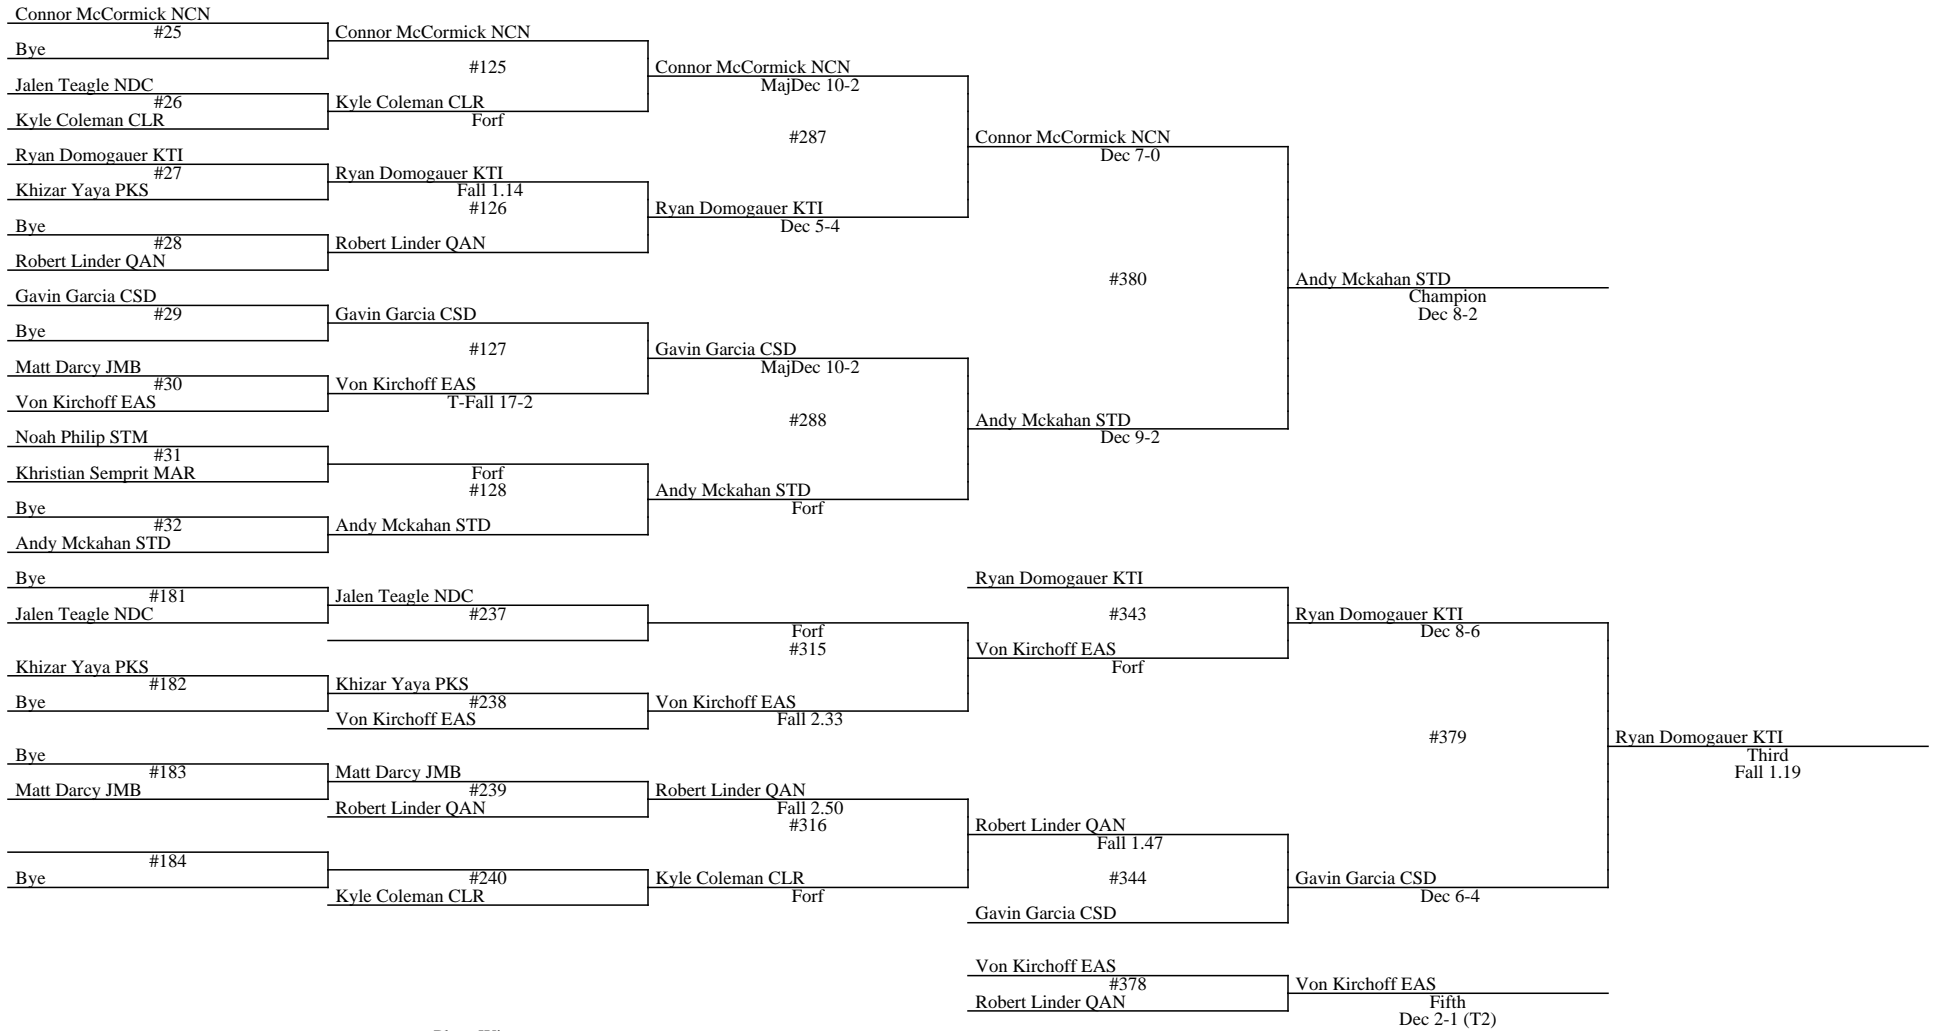 Connor McCormick NCN
#25
Bye
Connor McCormick NCN
#125
Jalen Teagle NDC
#26
Kyle Coleman CLR
Kyle Coleman CLR
Forf
Connor McCormick NCN
MajDec 10-2
#287
Ryan Domogauer KTI
#27
Khizar Yaya PKS
Ryan Domogauer KTI
Fall 1.14
#126
Bye
#28
Robert Linder QAN
Robert Linder QAN
Ryan Domogauer KTI
Dec 5-4
Connor McCormick NCN
Dec 7-0
#380
Gavin Garcia CSD
#29
Bye
Gavin Garcia CSD
#127
Matt Darcy JMB
#30
Von Kirchoff EAS
Von Kirchoff EAS
T-Fall 17-2
Gavin Garcia CSD
MajDec 10-2
#288
Noah Philip STM
#31
Khristian Semprit MAR
Forf
#128
Bye
#32
Andy Mckahan STD
Andy Mckahan STD
Andy Mckahan STD
Forf
Andy Mckahan STD
Dec 9-2
Andy Mckahan STD
Champion
Dec 8-2
Bye
#181
Jalen Teagle NDC
Jalen Teagle NDC
#237
Forf
#315
Khizar Yaya PKS
#182
Bye
Khizar Yaya PKS
#238
Von Kirchoff EAS
Von Kirchoff EAS
Fall 2.33
Ryan Domogauer KTI
#343
Von Kirchoff EAS
Forf
Ryan Domogauer KTI
Dec 8-6
#379
Bye
#183
Matt Darcy JMB
Matt Darcy JMB
#239
Robert Linder QAN
Robert Linder QAN
Fall 2.50
#316
#184
Bye
#240
Kyle Coleman CLR
Kyle Coleman CLR
Forf
Robert Linder QAN
Fall 1.47
#344
Gavin Garcia CSD
Gavin Garcia CSD
Dec 6-4
Ryan Domogauer KTI
Third
Fall 1.19
Von Kirchoff EAS
#378
Robert Linder QAN
Von Kirchoff EAS
Fifth
Dec 2-1 (T2)